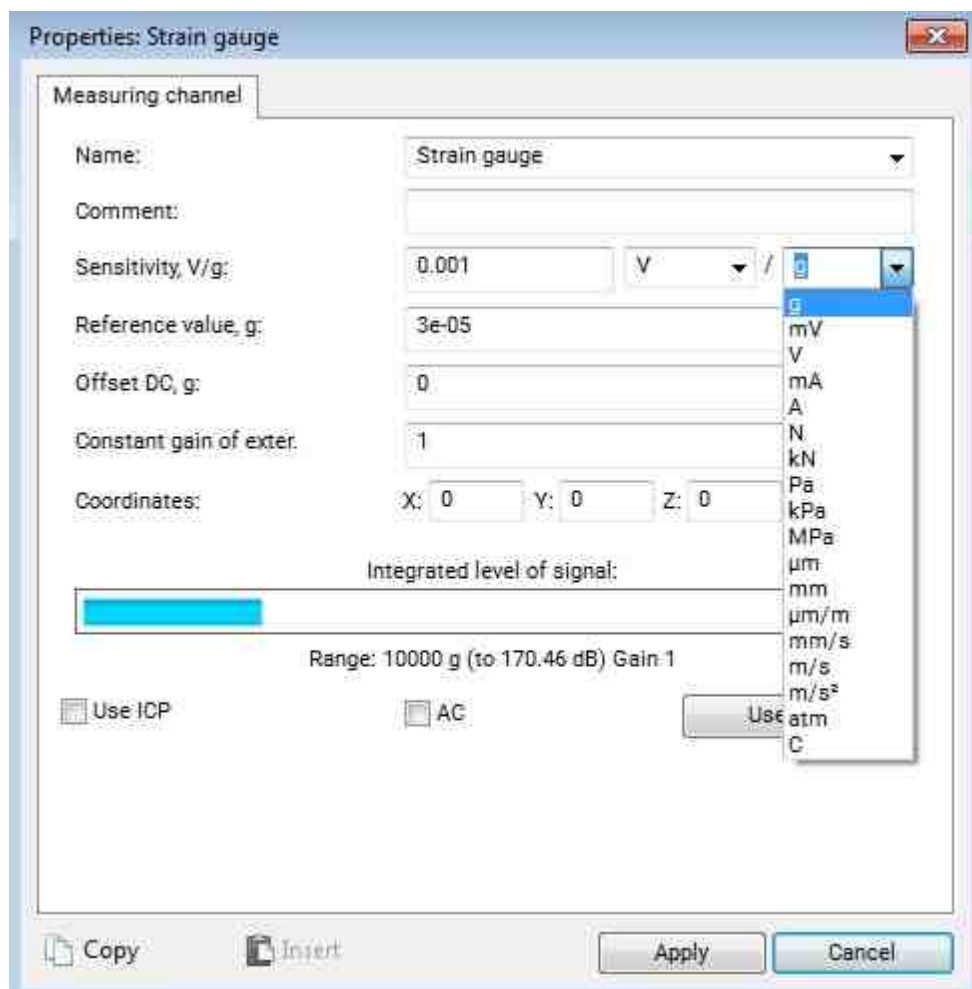 Properties: Strain gauge
Measuring channel
Name: Strain gauge
Comment:
Sensitivity, V/g: 0.001 V / g
Reference value, g: 3e-05
Offset DC, g: 0
Constant gain of exter. 1
Coordinates: X: 0 Y: 0 Z: 0
g
mV
V
mA
A
N
kN
Pa
kPa
MPa
µm
mm
µm/m
mm/s
m/s
m/s²
atm
C
Integrated level of signal:
Range: 10000 g (to 170.46 dB) Gain 1
Use ICP AC Use
Copy Insert Apply Cancel